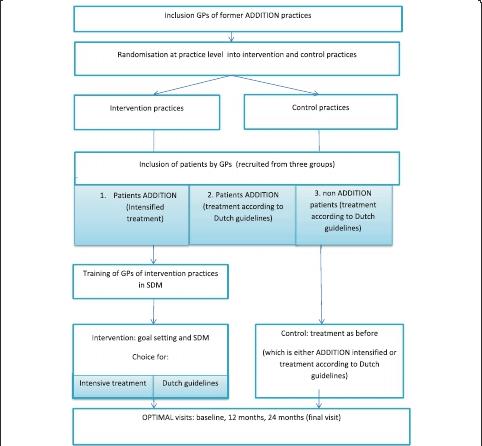 Inclusion GPs of former ADDITION practices
Randomisation at practice level into intervention and control practices
Intervention practices
Control practices
Inclusion of patients by GPs (recruited from three groups)
1. Patients ADDITION
(Intensified
treatment)
2. Patients ADDITION
(treatment according to
Dutch guidelines)
3. non ADDITION
patients (treatment
according to Dutch
guidelines)
Training of GPs of intervention practices
in SDM
Intervention: goal setting and SDM
Choice for:
Intensive treatment
Dutch guidelines
Control: treatment as before
(which is either ADDITION intensified or
treatment according to Dutch
guidelines)
OPTIMAL visits: baseline, 12 months, 24 months (final visit)